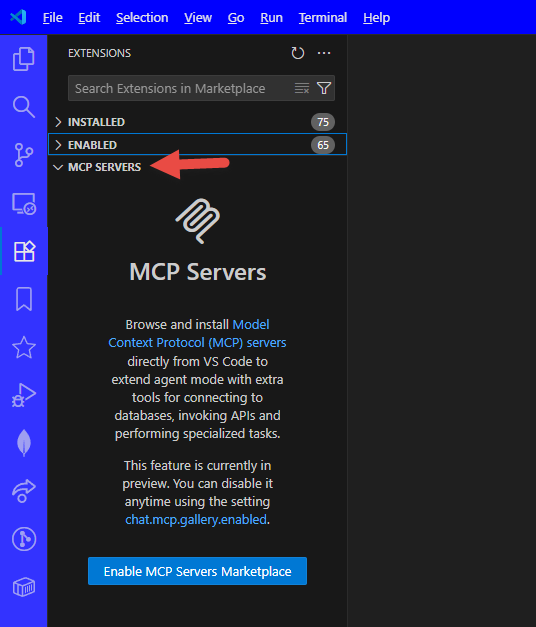 File Edit Selection View Go Run Terminal Help
EXTENSIONS
Search Extensions in Marketplace
INSTALLED 75
ENABLED 65
MCP SERVERS
MCP Servers
Browse and install Model
Context Protocol (MCP) servers
directly from VS Code to
extend agent mode with extra
tools for connecting to
databases, invoking APIs and
performing specialized tasks.
This feature is currently in
preview. You can disable it
anytime using the setting
chat.mcp.gallery.enabled.
Enable MCP Servers Marketplace